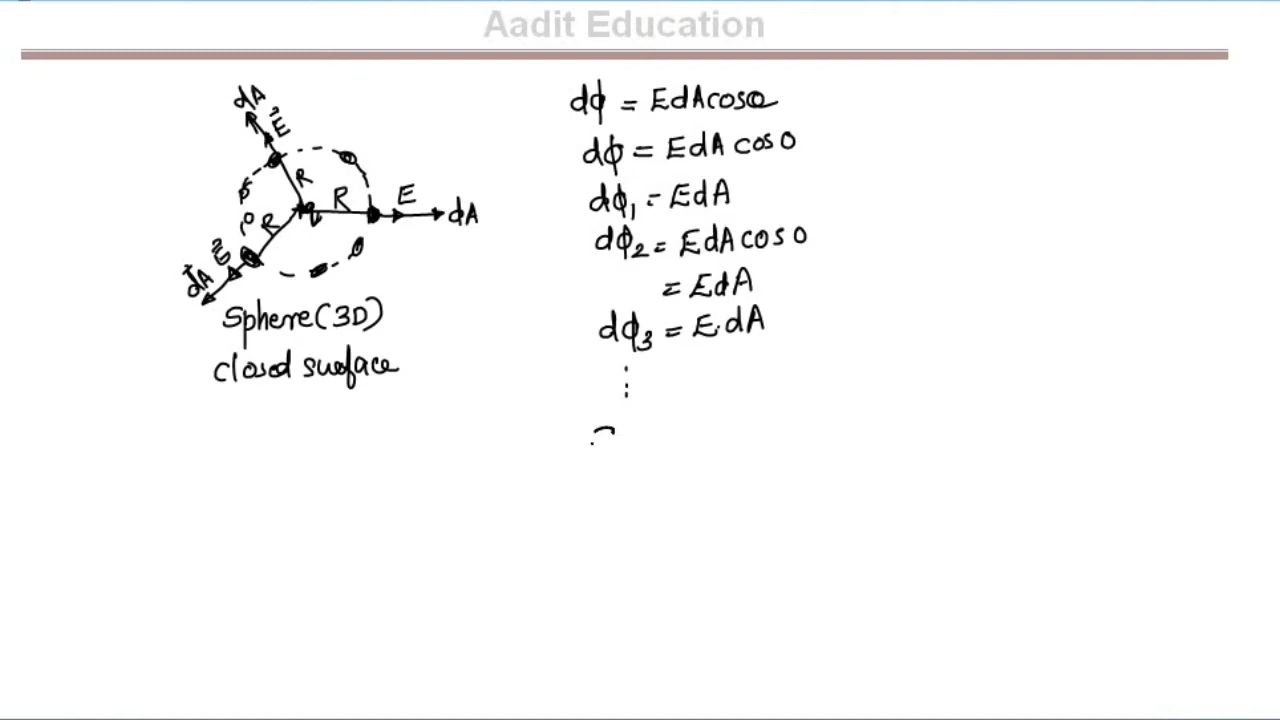 Aadit Education
dA
E
R
R
E
dA
q
R
E
dA
Sphere(3D)
closed surface
dϕ = EdAcosθ
dϕ = EdA cos 0
dϕ₁ = EdA
dϕ₂ = EdA cos 0
= EdA
dϕ₃ = E.dA
⋮